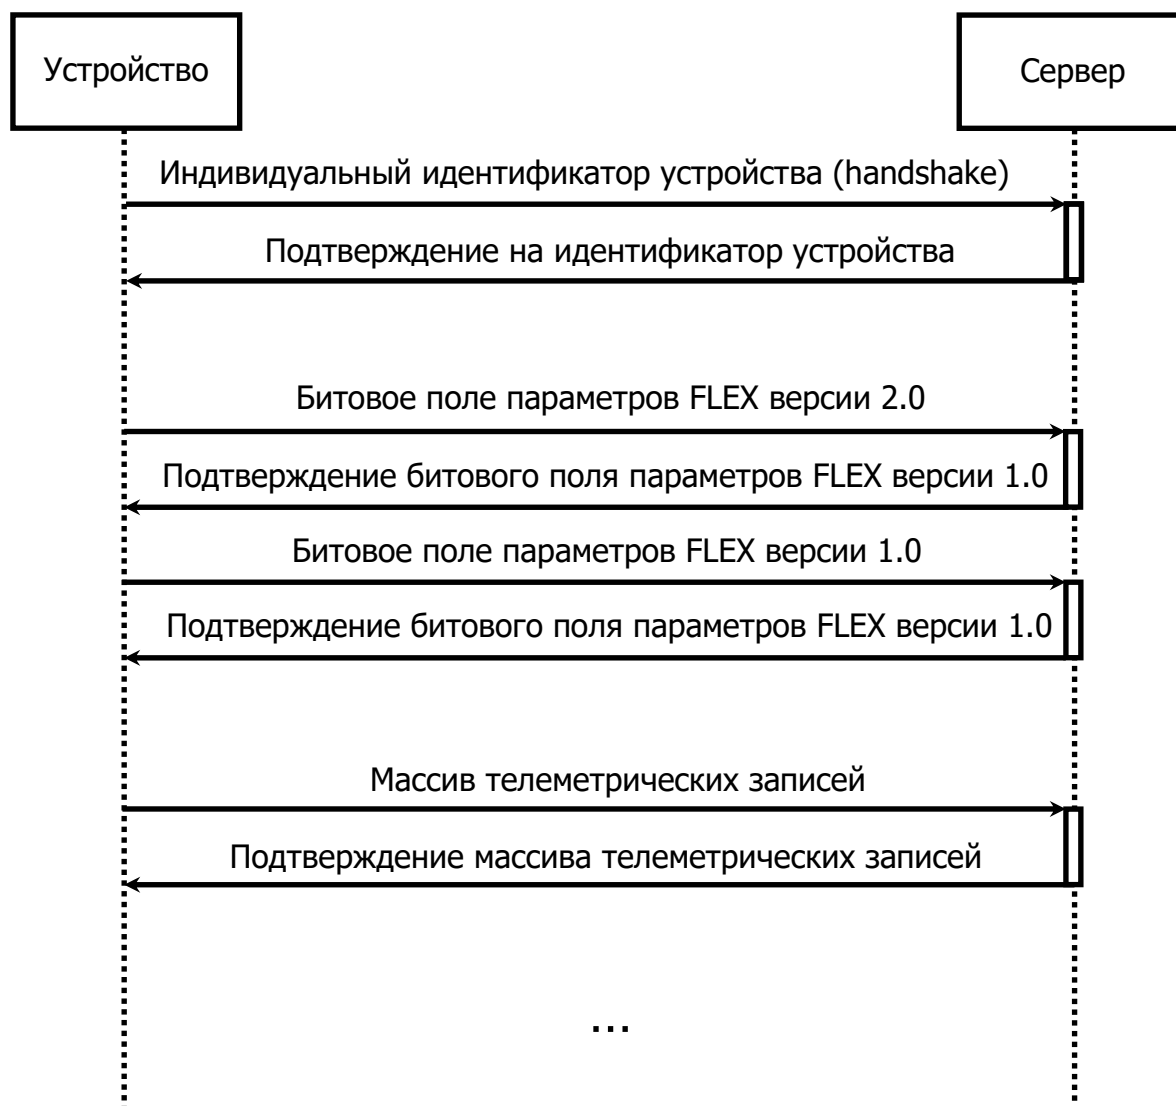 Устройство
Сервер
Индивидуальный идентификатор устройства (handshake)
Подтверждение на идентификатор устройства
Битовое поле параметров FLEX версии 2.0
Подтверждение битового поля параметров FLEX версии 1.0
Битовое поле параметров FLEX версии 1.0
Подтверждение битового поля параметров FLEX версии 1.0
Массив телеметрических записей
Подтверждение массива телеметрических записей
...